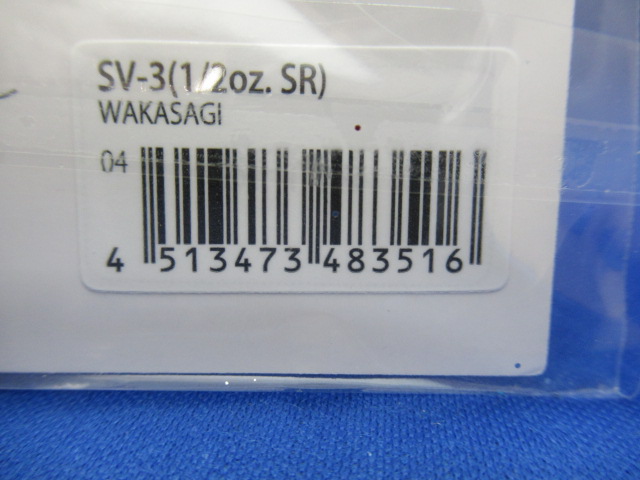 SV-3(1/2oz. SR)
WAKASAGI
04
4 513473 483516